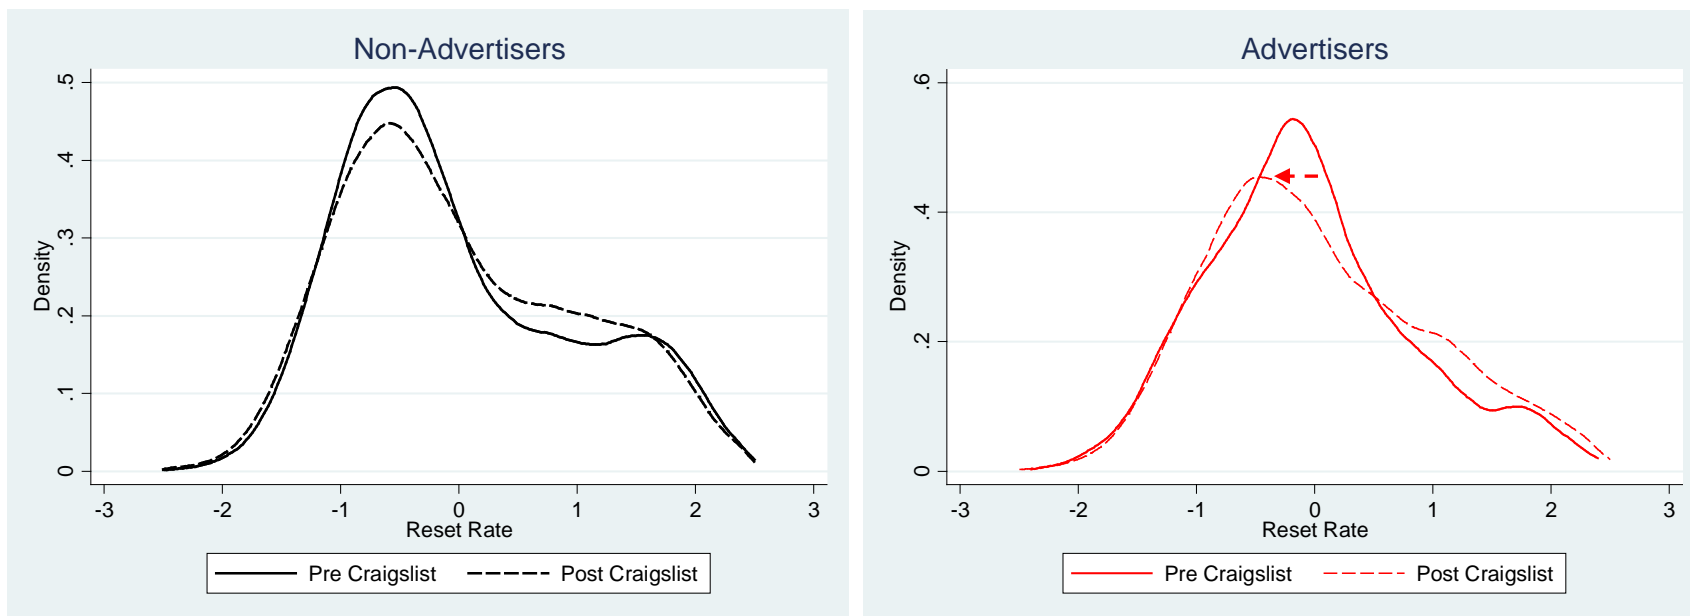 Non-Advertisers
.5
.4
.3
.2
.1
0
Density
-3 -2 -1 0 1 2 3
Reset Rate
Pre Craigslist Post Craigslist
Advertisers
.6
.4
.2
0
Density
-3 -2 -1 0 1 2 3
Reset Rate
Pre Craigslist Post Craigslist